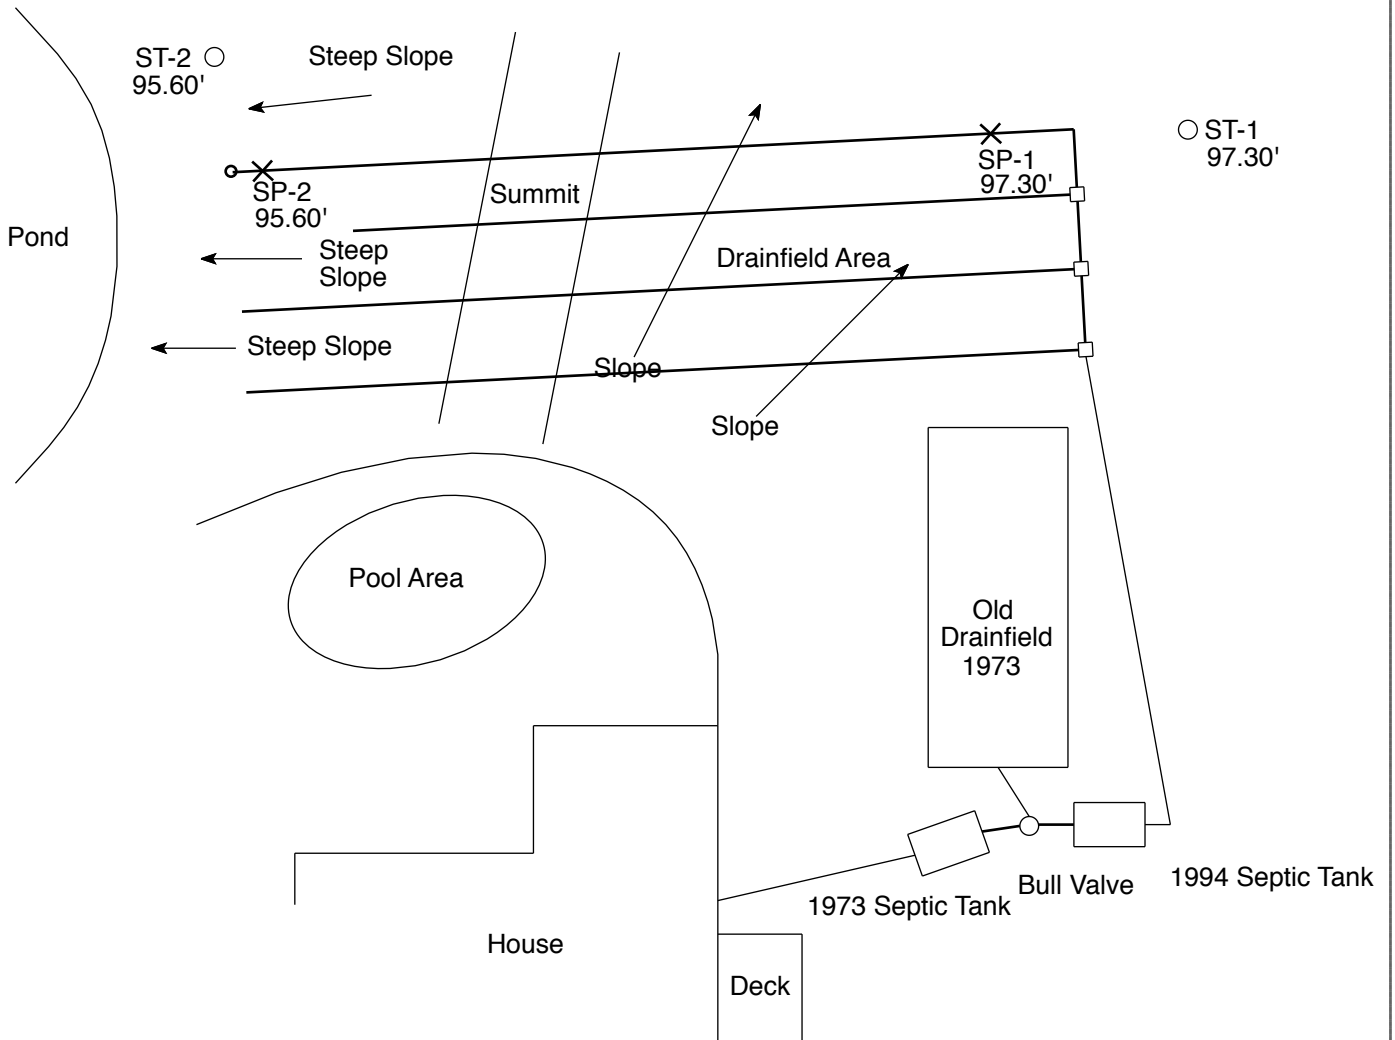 ST-2
95.60'
Steep Slope
ST-1
97.30'
SP-1
97.30'
SP-2
95.60'
Summit
Pond
Steep
Slope
Drainfield Area
Steep Slope
Slope
Slope
Pool Area
Old
Drainfield
1973
1973 Septic Tank
Bull Valve
1994 Septic Tank
House
Deck